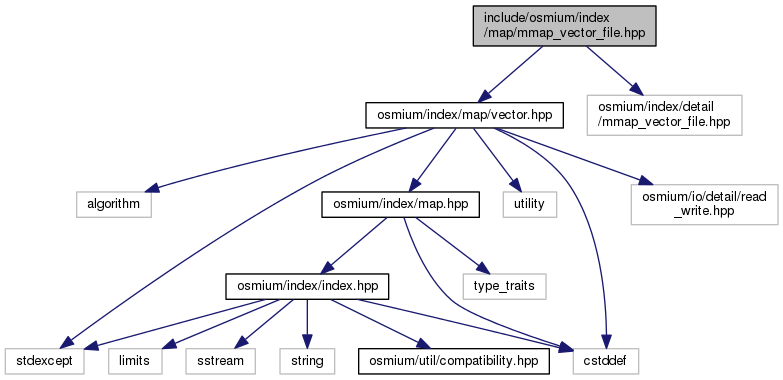 include/osmium/index
/map/mmap_vector_file.hpp
osmium/index/map/vector.hpp
osmium/index/detail
/mmap_vector_file.hpp
algorithm
osmium/index/map.hpp
utility
osmium/io/detail/read
_write.hpp
osmium/index/index.hpp
type_traits
stdexcept
limits
sstream
string
osmium/util/compatibility.hpp
cstddef